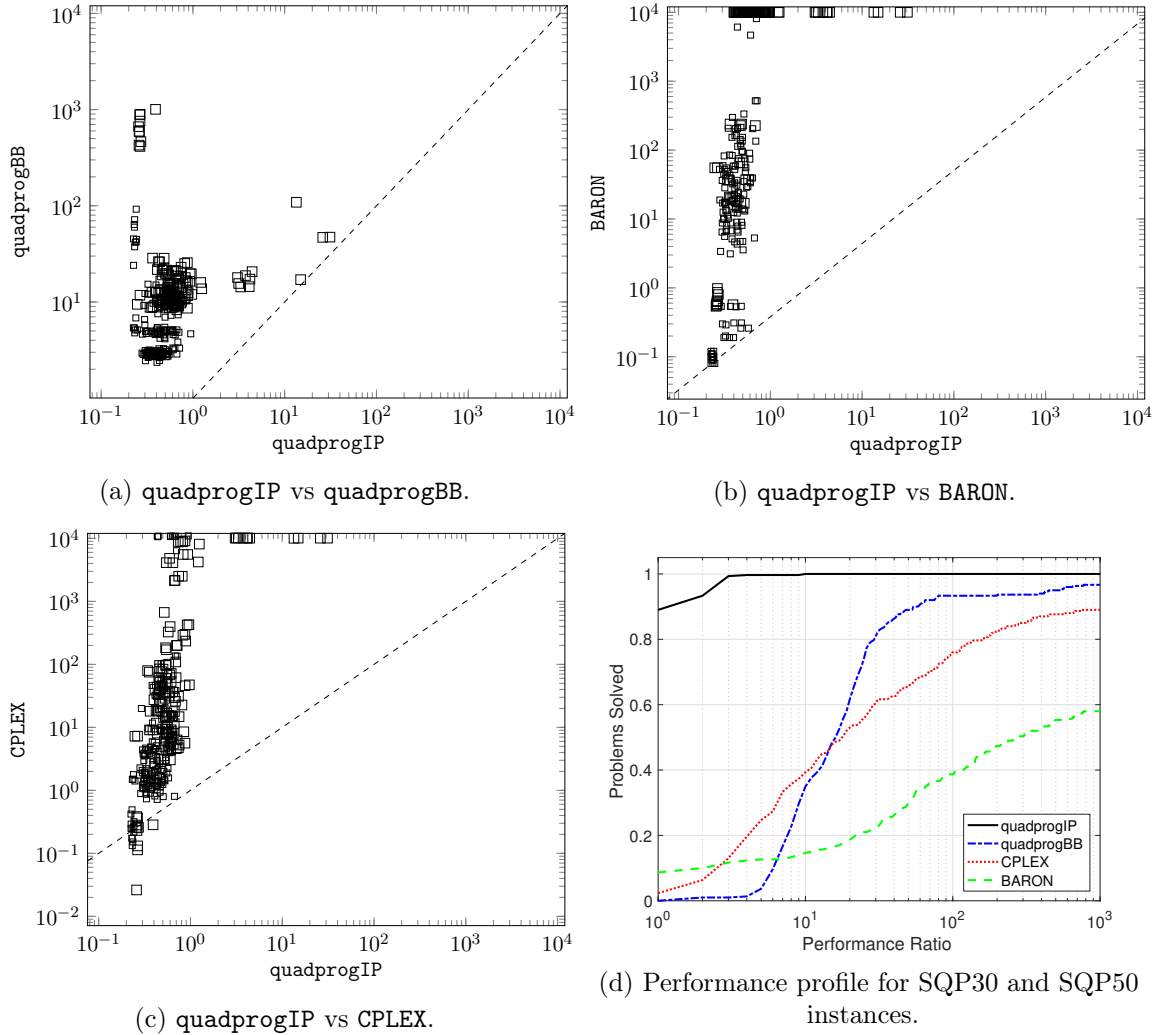 10^4
10^3
10^2
10^1
quadprogBB
10^−1 10^0 10^1 10^2 10^3 10^4
quadprogIP
(a) quadprogIP vs quadprogBB.
10^4
10^3
10^2
10^1
10^0
10^−1
BARON
10^−1 10^0 10^1 10^2 10^3 10^4
quadprogIP
(b) quadprogIP vs BARON.
10^4
10^3
10^2
10^1
10^0
10^−1
10^−2
CPLEX
10^−1 10^0 10^1 10^2 10^3 10^4
quadprogIP
(c) quadprogIP vs CPLEX.
1
0.8
0.6
0.4
0.2
0
Problems Solved
quadprogIP
quadprogBB
CPLEX
BARON
10^0 10^1 10^2 10^3
Performance Ratio
(d) Performance profile for SQP30 and SQP50
instances.